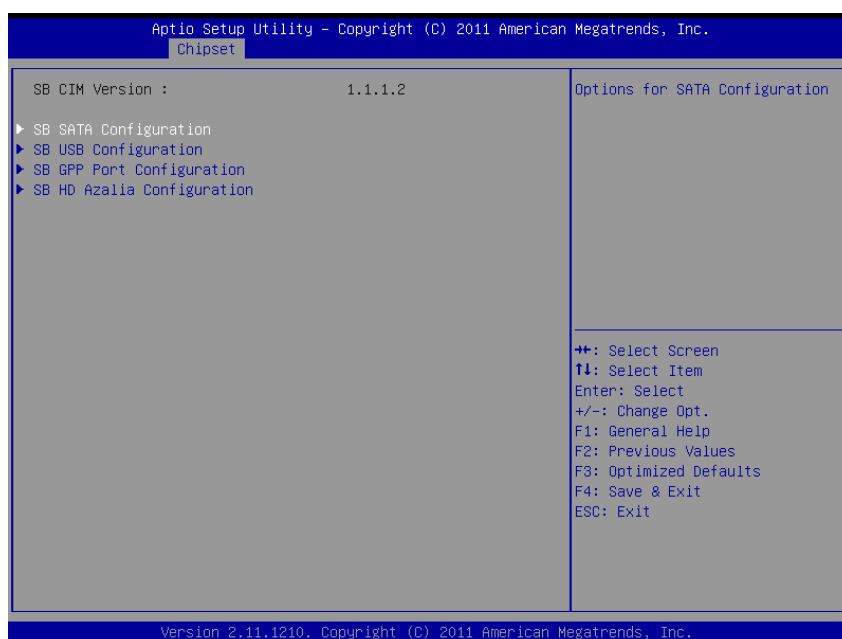 Aptio Setup Utility – Copyright (C) 2011 American Megatrends, Inc.
Chipset
SB CIM Version : 1.1.1.2
SB SATA Configuration
SB USB Configuration
SB GPP Port Configuration
SB HD Azalia Configuration
Options for SATA Configuration
→←: Select Screen
↑↓: Select Item
Enter: Select
+/-: Change Opt.
F1: General Help
F2: Previous Values
F3: Optimized Defaults
F4: Save & Exit
ESC: Exit
Version 2.11.1210. Copyright (C) 2011 American Megatrends, Inc.